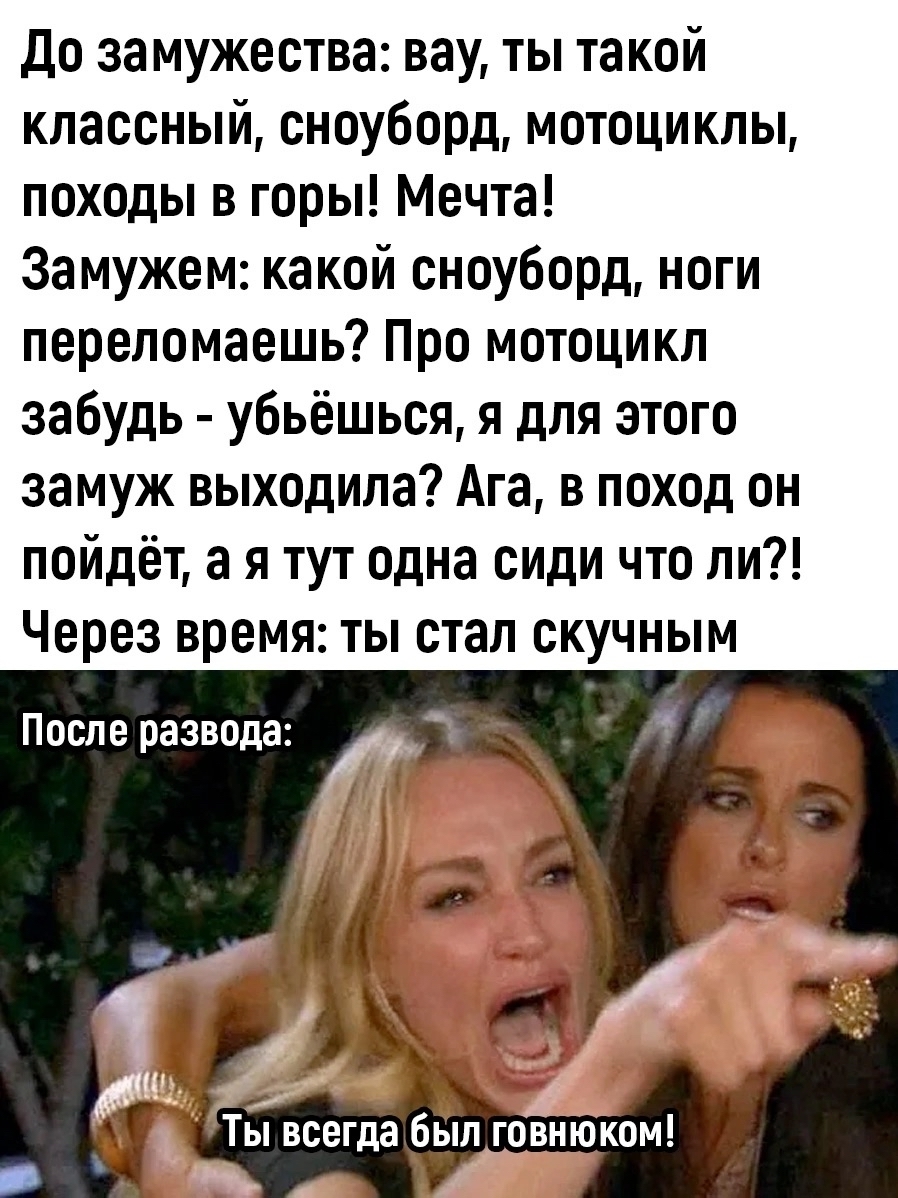 До замужества: вау, ты такой
классный, сноуборд, мотоциклы,
походы в горы! Мечта!
Замужем: какой сноуборд, ноги
переломаешь? Про мотоцикл
забудь - убьёшься, я для этого
замуж выходила? Ага, в поход он
пойдёт, а я тут одна сиди что ли?!
Через время: ты стал скучным
После развода:
Ты всегда был говнюком!